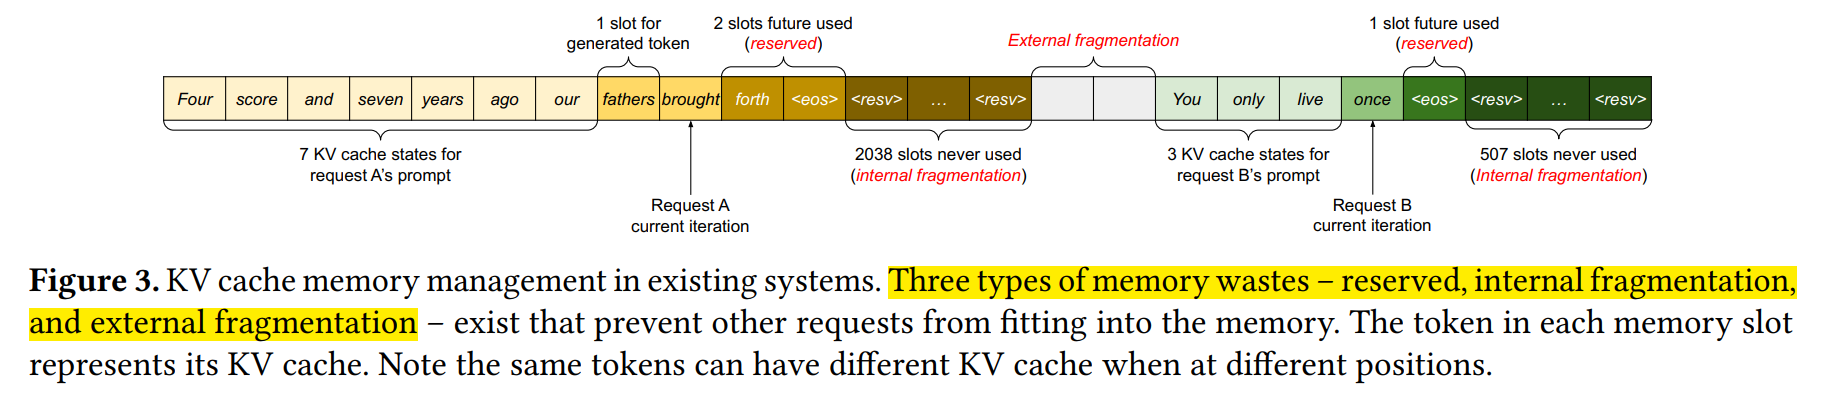 1 slot for
generated token
2 slots future used
(reserved)
External fragmentation
1 slot future used
(reserved)
Four score and seven years ago our fathers brought forth <eos> <resv> … <resv> You only live once <eos> <resv> … <resv>
7 KV cache states for
request A's prompt
2038 slots never used
(internal fragmentation)
3 KV cache states for
request B's prompt
507 slots never used
(Internal fragmentation)
Request A
current iteration
Request B
current iteration
Figure 3. KV cache memory management in existing systems. Three types of memory wastes – reserved, internal fragmentation,
and external fragmentation – exist that prevent other requests from fitting into the memory. The token in each memory slot
represents its KV cache. Note the same tokens can have different KV cache when at different positions.